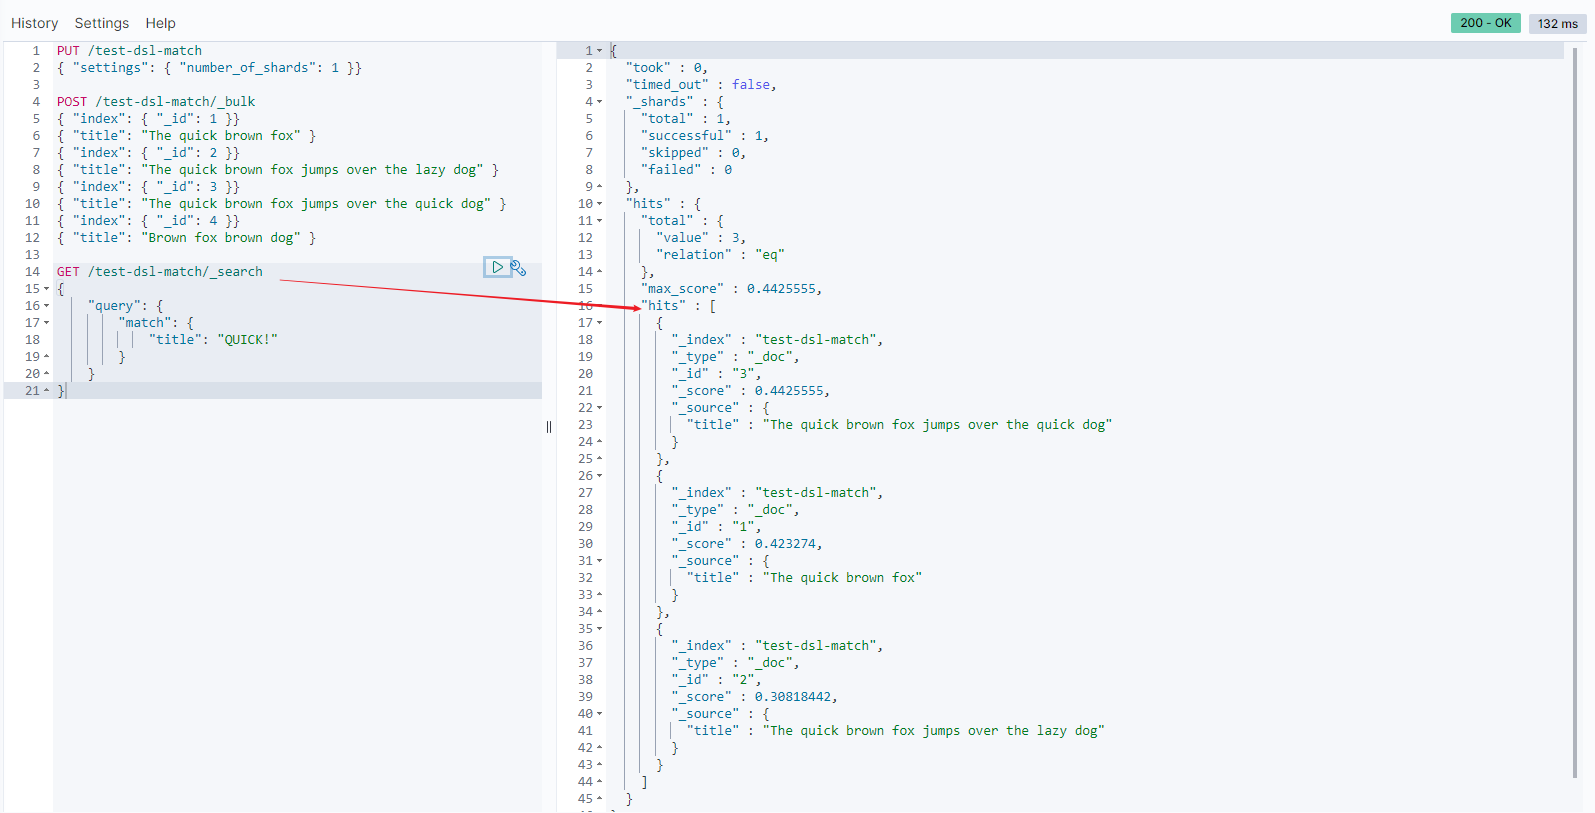 History Settings Help 200 - OK 132 ms
1 PUT /test-dsl-match
2 { "settings": { "number_of_shards": 1 }}
3
4 POST /test-dsl-match/_bulk
5 { "index": { "_id": 1 }}
6 { "title": "The quick brown fox" }
7 { "index": { "_id": 2 }}
8 { "title": "The quick brown fox jumps over the lazy dog" }
9 { "index": { "_id": 3 }}
10 { "title": "The quick brown fox jumps over the quick dog" }
11 { "index": { "_id": 4 }}
12 { "title": "Brown fox brown dog" }
13
14 GET /test-dsl-match/_search
15 {
16 "query": {
17 "match": {
18 "title": "QUICK!"
19 }
20 }
21 }
1 {
2 "took" : 0,
3 "timed_out" : false,
4 "_shards" : {
5 "total" : 1,
6 "successful" : 1,
7 "skipped" : 0,
8 "failed" : 0
9 },
10 "hits" : {
11 "total" : {
12 "value" : 3,
13 "relation" : "eq"
14 },
15 "max_score" : 0.4425555,
16 "hits" : [
17 {
18 "_index" : "test-dsl-match",
19 "_type" : "_doc",
20 "_id" : "3",
21 "_score" : 0.4425555,
22 "_source" : {
23 "title" : "The quick brown fox jumps over the quick dog"
24 }
25 },
26 {
27 "_index" : "test-dsl-match",
28 "_type" : "_doc",
29 "_id" : "1",
30 "_score" : 0.423274,
31 "_source" : {
32 "title" : "The quick brown fox"
33 }
34 },
35 {
36 "_index" : "test-dsl-match",
37 "_type" : "_doc",
38 "_id" : "2",
39 "_score" : 0.30818442,
40 "_source" : {
41 "title" : "The quick brown fox jumps over the lazy dog"
42 }
43 }
44 ]
45 }